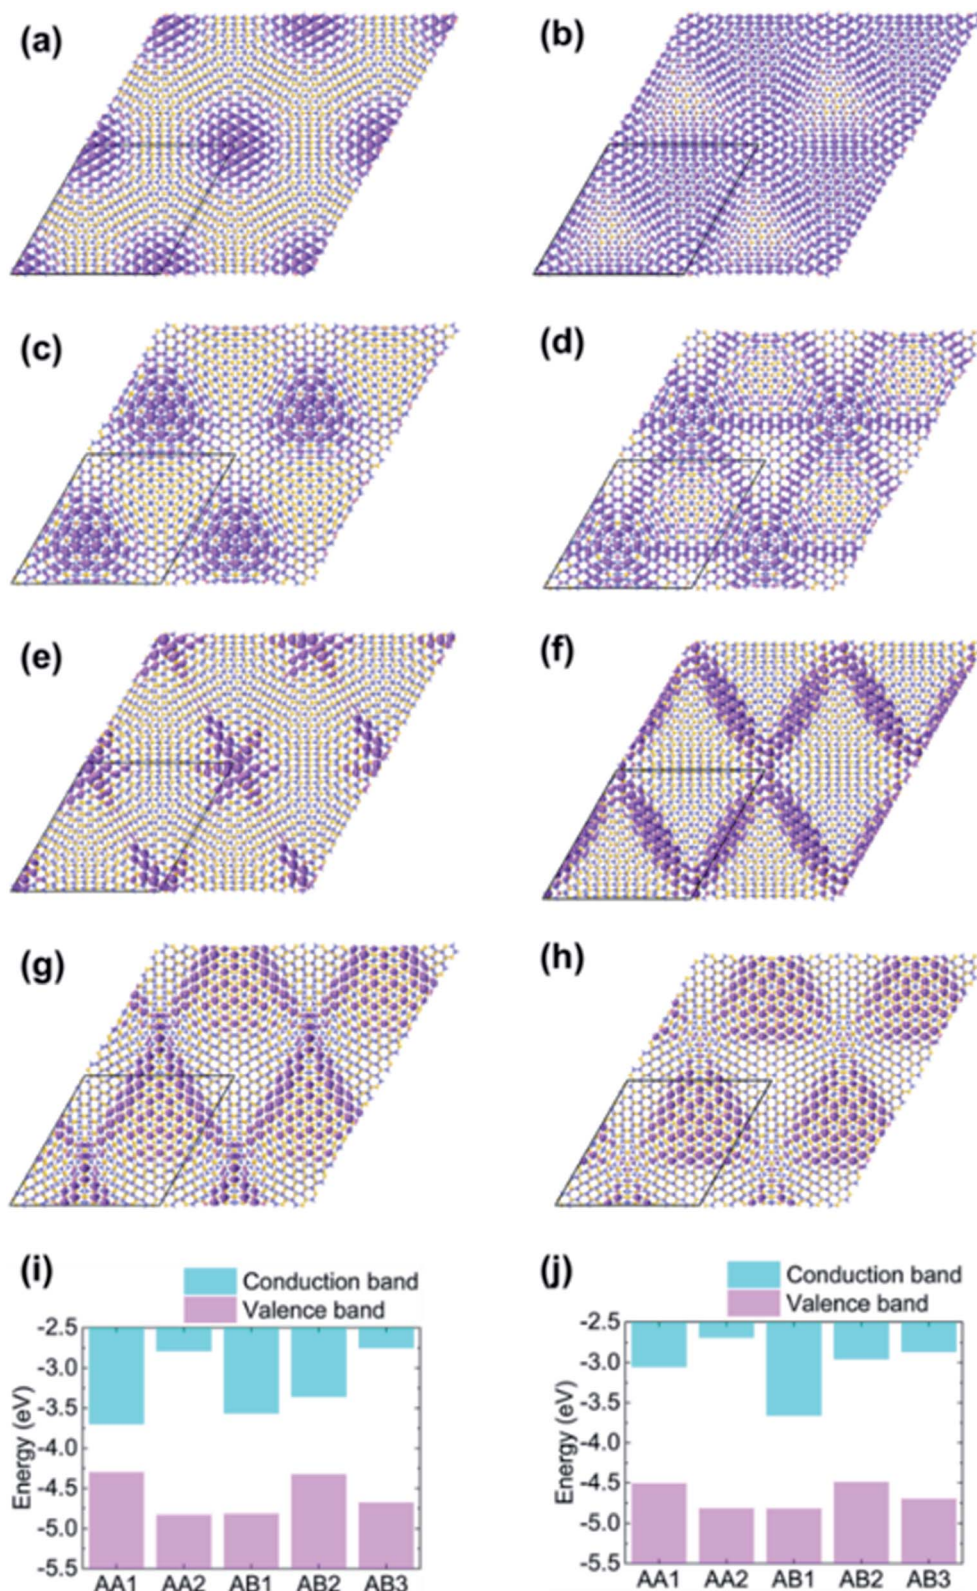 (a)
(b)
(c)
(d)
(e)
(f)
(g)
(h)
(i)
Conduction band
Valence band
-2.5
-3.0
-3.5
-4.0
-4.5
-5.0
-5.5
Energy (eV)
AA1 AA2 AB1 AB2 AB3
(j)
Conduction band
Valence band
-2.5
-3.0
-3.5
-4.0
-4.5
-5.0
-5.5
Energy (eV)
AA1 AA2 AB1 AB2 AB3